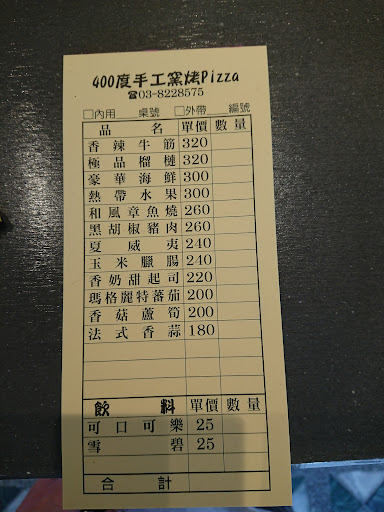 400度手工窯烤Pizza
☎03-8228575
□內用 桌號 □外帶 編號
品名 單價 數量
香辣牛筋 320
極品榴槤 320
豪華海鮮 300
熱帶水果 300
和風章魚燒 260
黑胡椒豬肉 260
夏威夷 240
玉米臘腸 240
香奶甜起司 220
瑪格麗特蕃茄 200
香菇蘆筍 200
法式香蒜 180
飲料 單價 數量
可口可樂 25
雪碧 25
合計